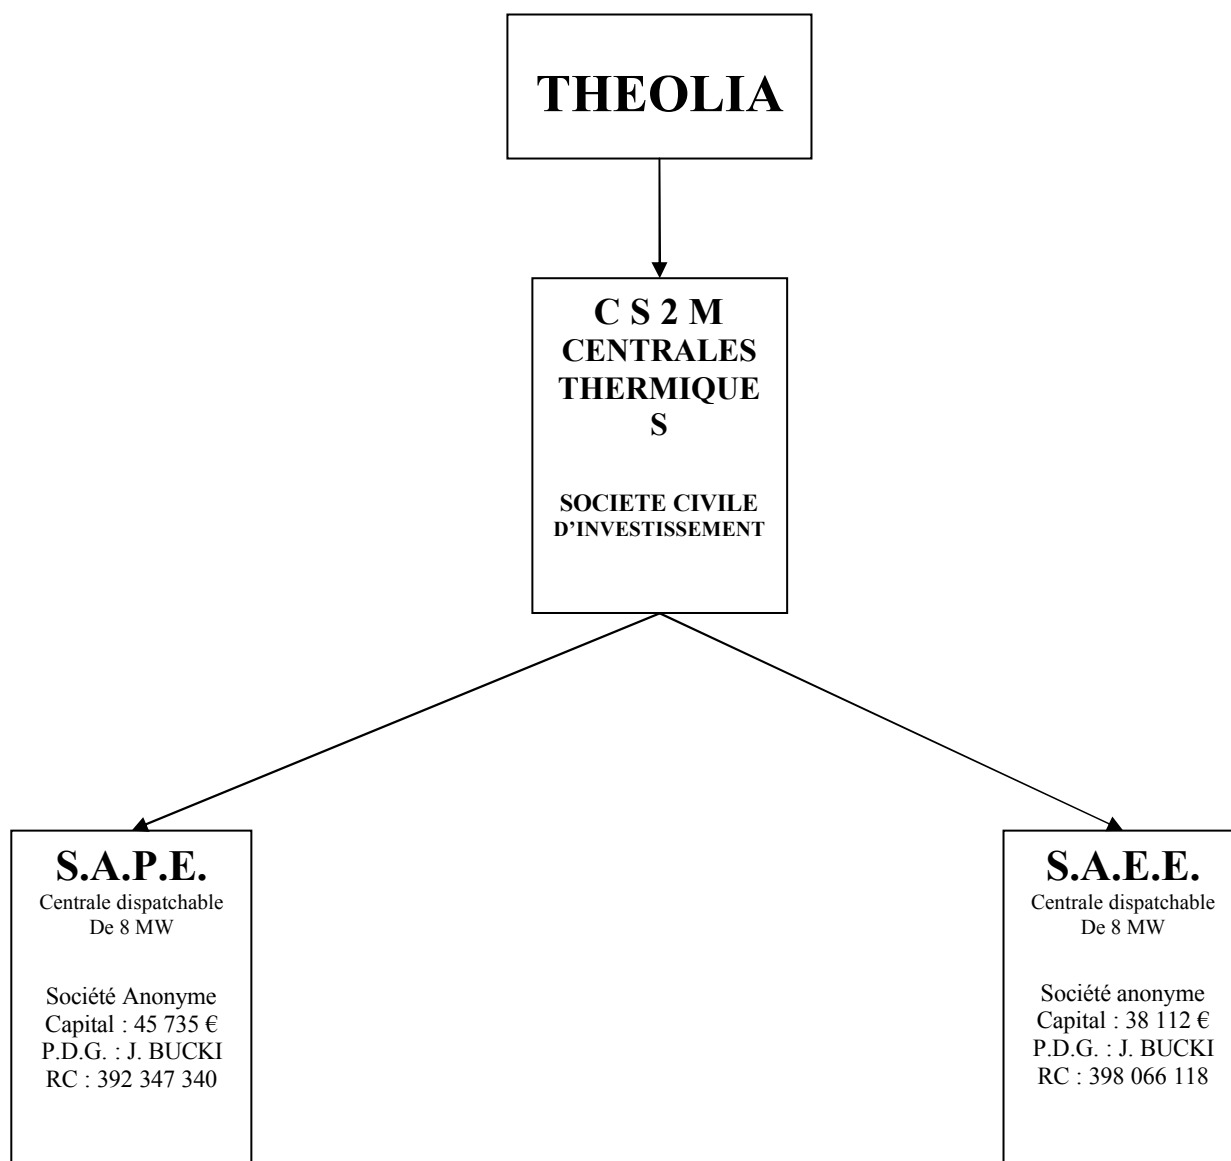 THEOLIA
C S 2 M
CENTRALES
THERMIQUE
S
SOCIETE CIVILE
D’INVESTISSEMENT
S.A.P.E.
Centrale dispatchable
De 8 MW
Société Anonyme
Capital : 45 735 €
P.D.G. : J. BUCKI
RC : 392 347 340
S.A.E.E.
Centrale dispatchable
De 8 MW
Société anonyme
Capital : 38 112 €
P.D.G. : J. BUCKI
RC : 398 066 118